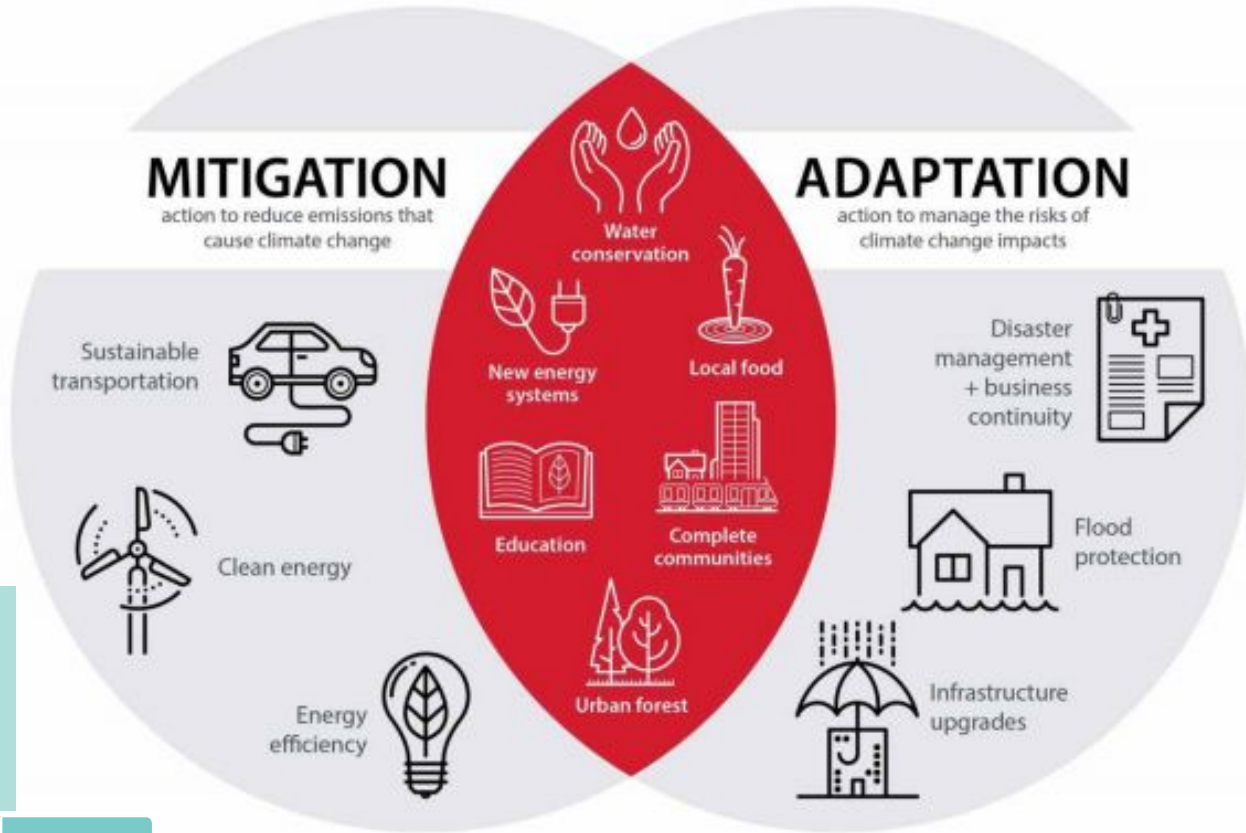 MITIGATION
action to reduce emissions that
cause climate change
Sustainable
transportation
Clean energy
Energy
efficiency
Water
conservation
New energy
systems
Local food
Education
Complete
communities
Urban forest
ADAPTATION
action to manage the risks of
climate change impacts
Disaster
management
+ business
continuity
Flood
protection
Infrastructure
upgrades